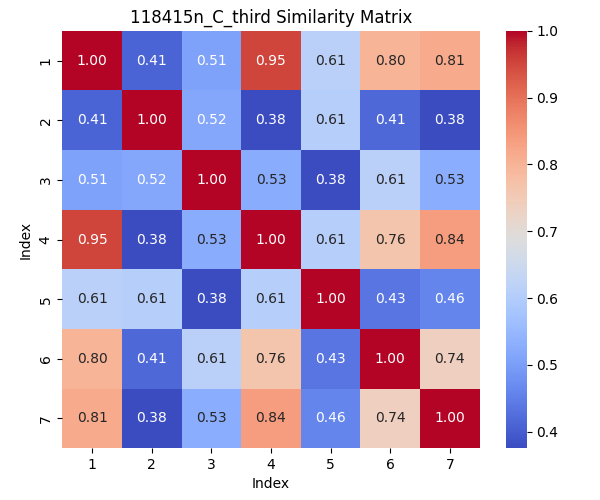 118415n_C_third Similarity Matrix
1 1.00 0.41 0.51 0.95 0.61 0.80 0.81
2 0.41 1.00 0.52 0.38 0.61 0.41 0.38
3 0.51 0.52 1.00 0.53 0.38 0.61 0.53
4 0.95 0.38 0.53 1.00 0.61 0.76 0.84
5 0.61 0.61 0.38 0.61 1.00 0.43 0.46
6 0.80 0.41 0.61 0.76 0.43 1.00 0.74
7 0.81 0.38 0.53 0.84 0.46 0.74 1.00
1 2 3 4 5 6 7
Index
Index
1.0
0.9
0.8
0.7
0.6
0.5
0.4